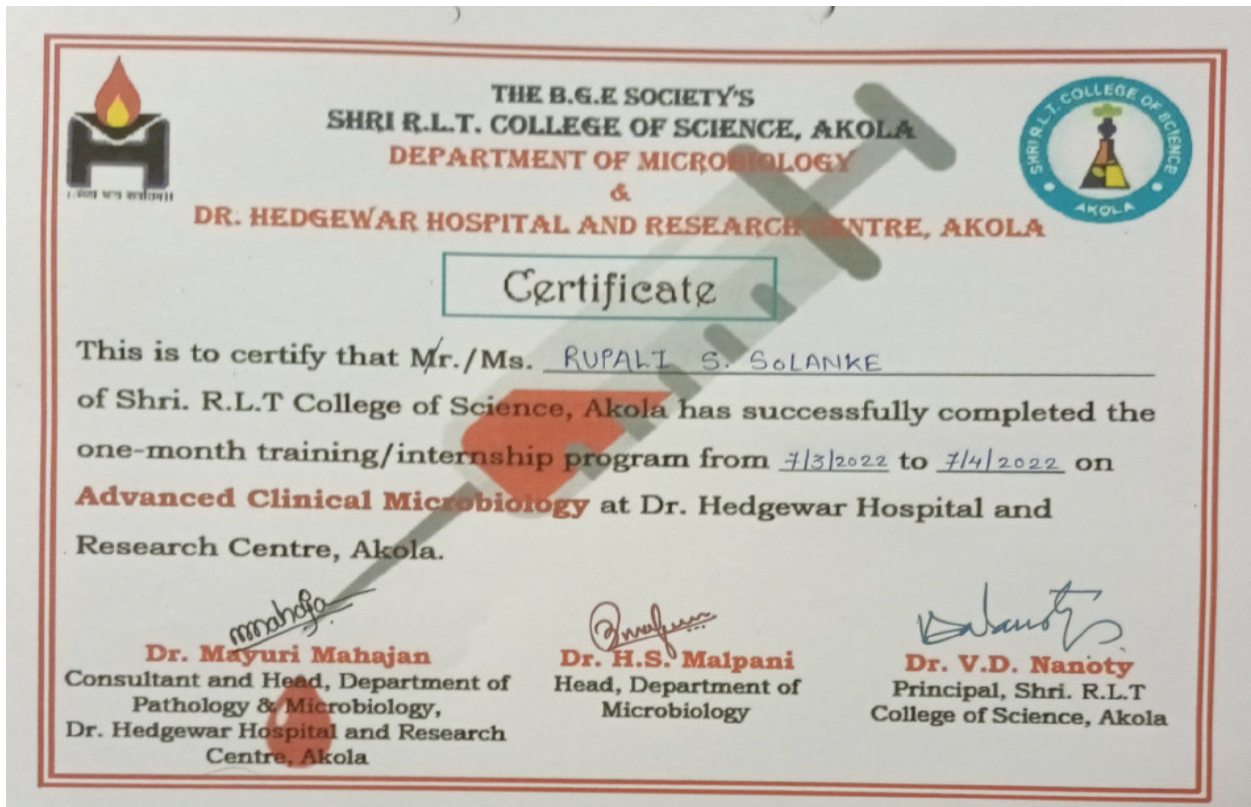 THE B.G.E SOCIETY'S
SHRI R.L.T. COLLEGE OF SCIENCE, AKOLA
DEPARTMENT OF MICROBIOLOGY
&
DR. HEDGEWAR HOSPITAL AND RESEARCH CENTRE, AKOLA
SHRI R.L.T. COLLEGE OF SCIENCE
AKOLA
Certificate
This is to certify that Mr./Ms. RUPALI S. SOLANKE
of Shri. R.L.T College of Science, Akola has successfully completed the
one-month training/internship program from 7/3/2022 to 7/4/2022 on
Advanced Clinical Microbiology at Dr. Hedgewar Hospital and
Research Centre, Akola.
Dr. Mayuri Mahajan
Consultant and Head, Department of
Pathology & Microbiology,
Dr. Hedgewar Hospital and Research
Centre, Akola
Dr. H.S. Malpani
Head, Department of
Microbiology
Dr. V.D. Nanoty
Principal, Shri. R.L.T
College of Science, Akola